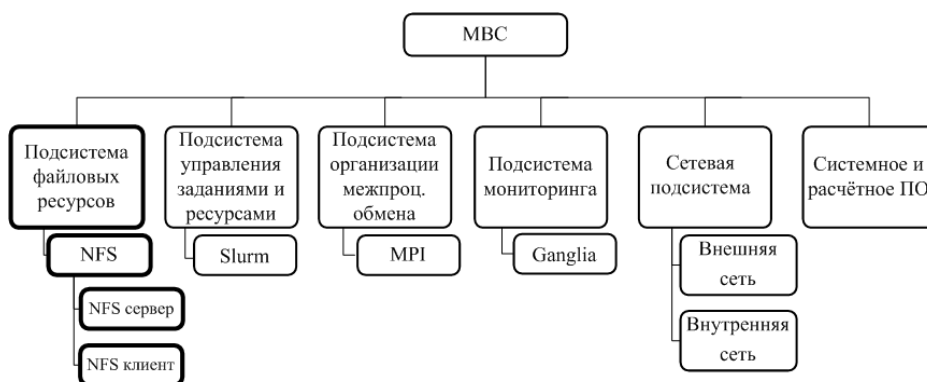 МВС
Подсистема
файловых
ресурсов
Подсистема
управления
заданиями и
ресурсами
Подсистема
организации
межпроц.
обмена
Подсистема
мониторинга
Сетевая
подсистема
Системное и
расчётное ПО
NFS
Slurm
MPI
Ganglia
Внешняя
сеть
NFS сервер
Внутренняя
сеть
NFS клиент